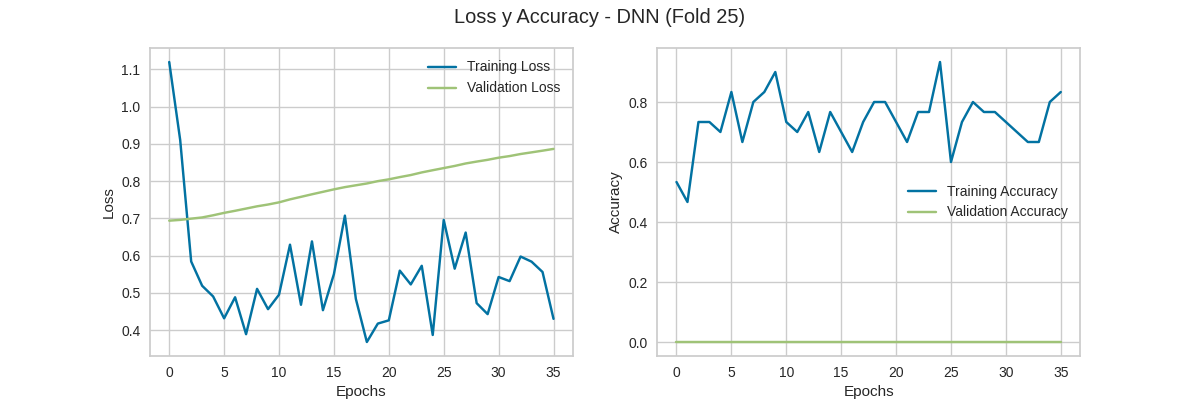 Loss y Accuracy - DNN (Fold 25)
Training Loss
Validation Loss
1.1
1.0
0.9
0.8
0.7
0.6
0.5
0.4
Loss
0 5 10 15 20 25 30 35
Epochs
Training Accuracy
Validation Accuracy
0.8
0.6
0.4
0.2
0.0
Accuracy
0 5 10 15 20 25 30 35
Epochs